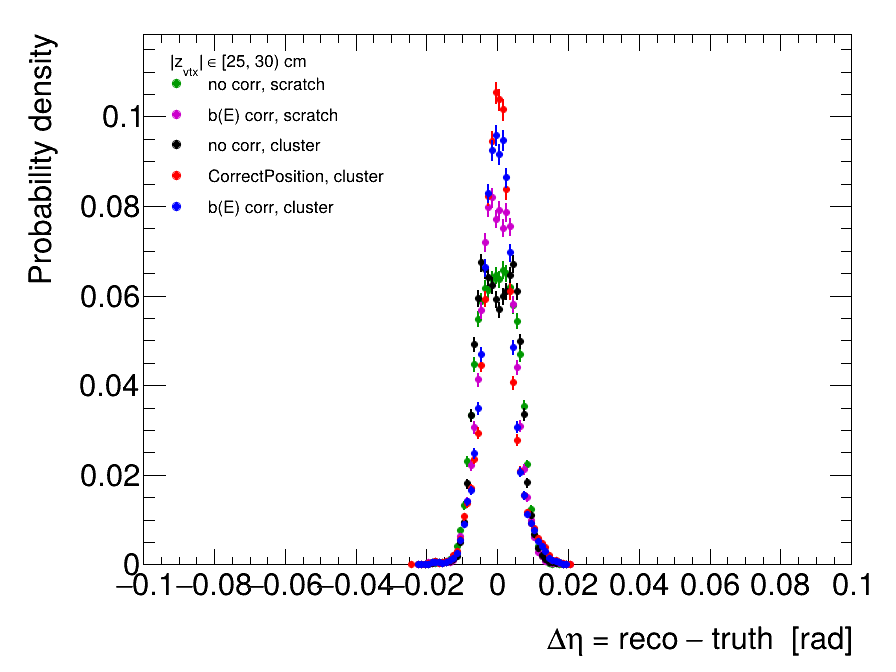 Probability density
|z_vtx| ∈ [25, 30) cm
no corr, scratch
b(E) corr, scratch
no corr, cluster
CorrectPosition, cluster
b(E) corr, cluster
0.1
0.08
0.06
0.04
0.02
0
−0.1 −0.08 −0.06 −0.04 −0.02 0 0.02 0.04 0.06 0.08 0.1
Δη = reco − truth [rad]